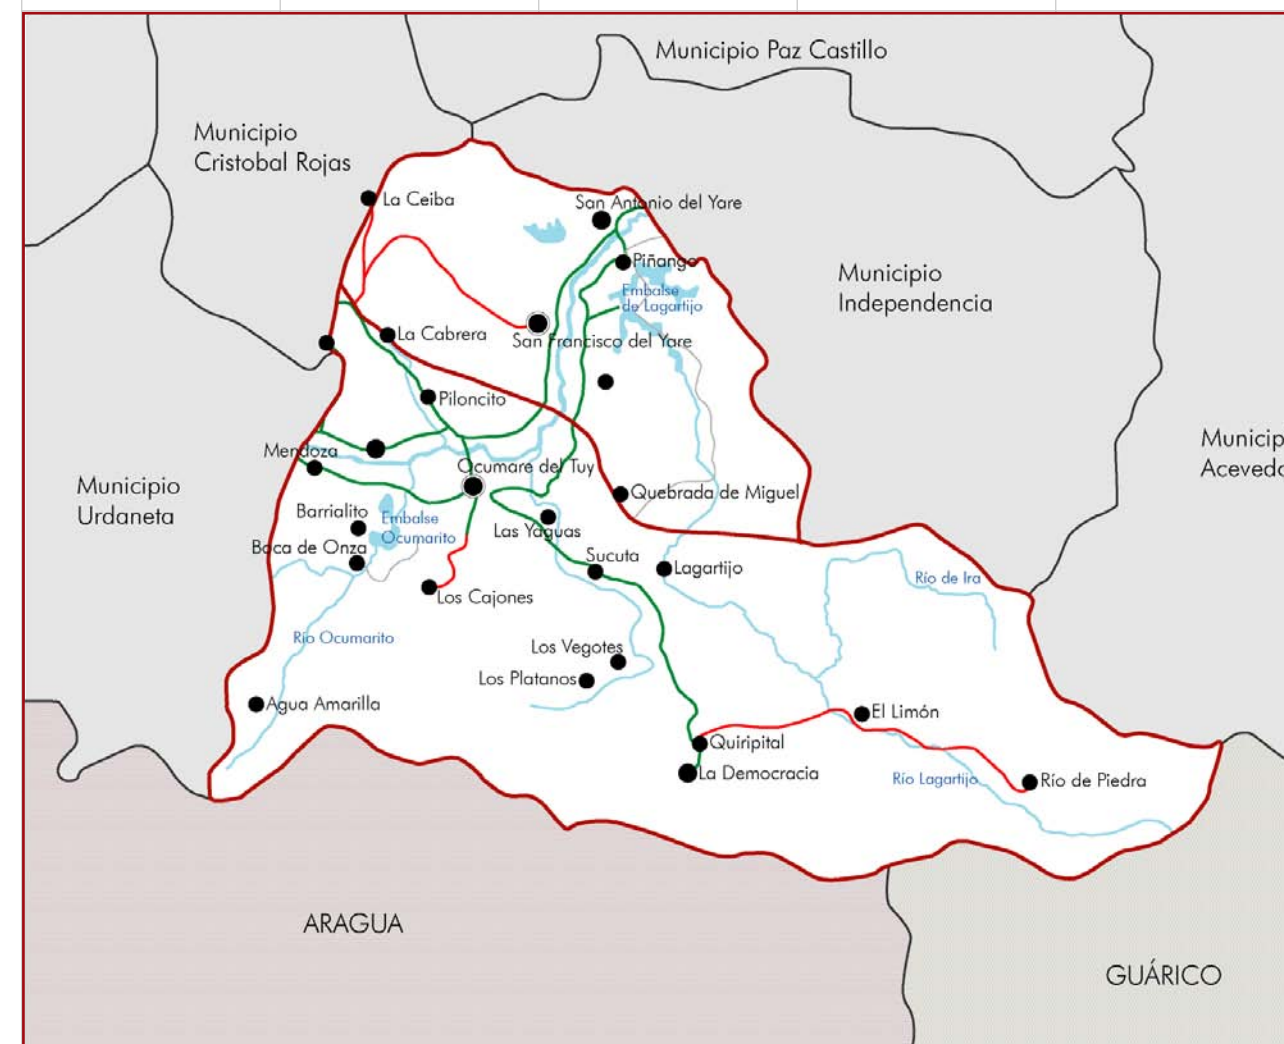 Municipio Paz Castillo
Municipio
Cristobal Rojas
La Ceiba
San Antonio del Yare
Piñango
Municipio
Independencia
Embalse
de Lagartijo
La Cabrera
San Francisco del Yare
Piloncito
Mendoza
Ocumare del Tuy
Municip
Acevedo
Municipio
Urdaneta
Quebrada de Miguel
Barrialito
Embalse
Ocumarito
Las Yaguas
Boca de Onza
Sucuta
Lagartijo
Río de Ira
Los Cajones
Río Ocumarito
Los Vegotes
Los Platanos
Agua Amarilla
El Limón
Quiripital
La Democracia
Río Lagartijo
Río de Piedra
ARAGUA
GUÁRICO